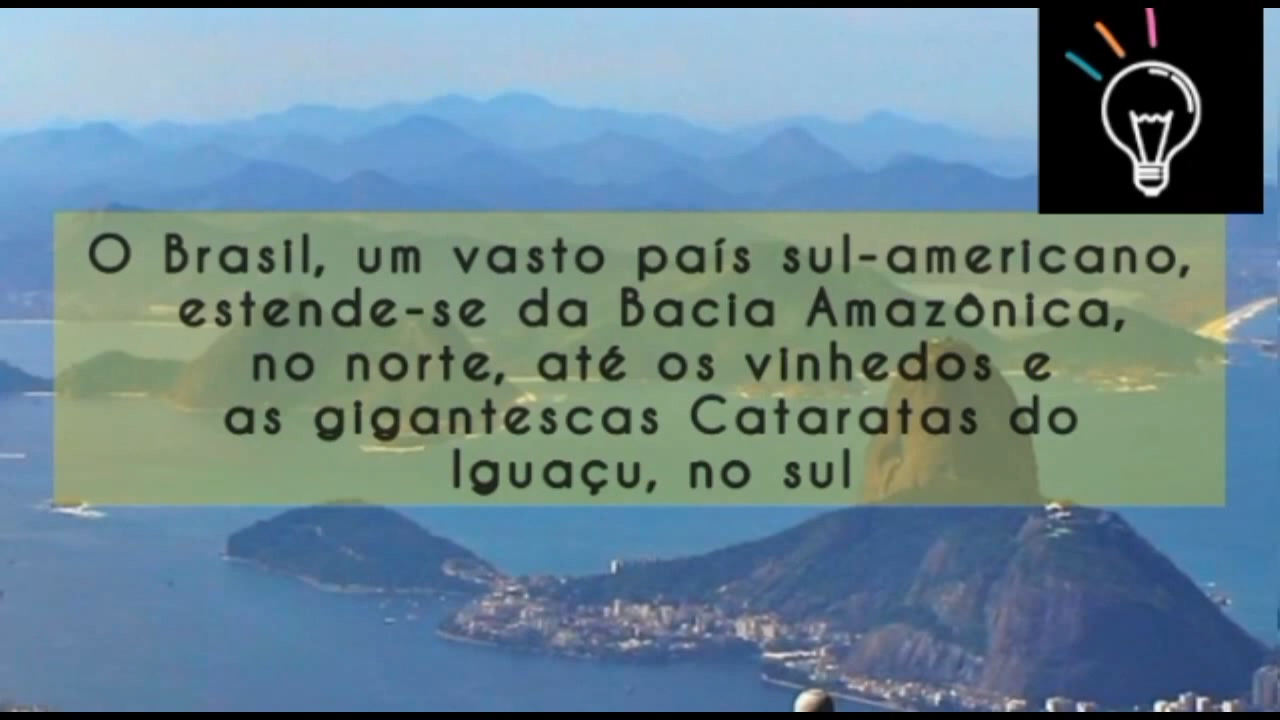 O Brasil, um vasto país sul-americano,
estende-se da Bacia Amazônica,
no norte, até os vinhedos e
as gigantescas Cataratas do
Iguaçu, no sul